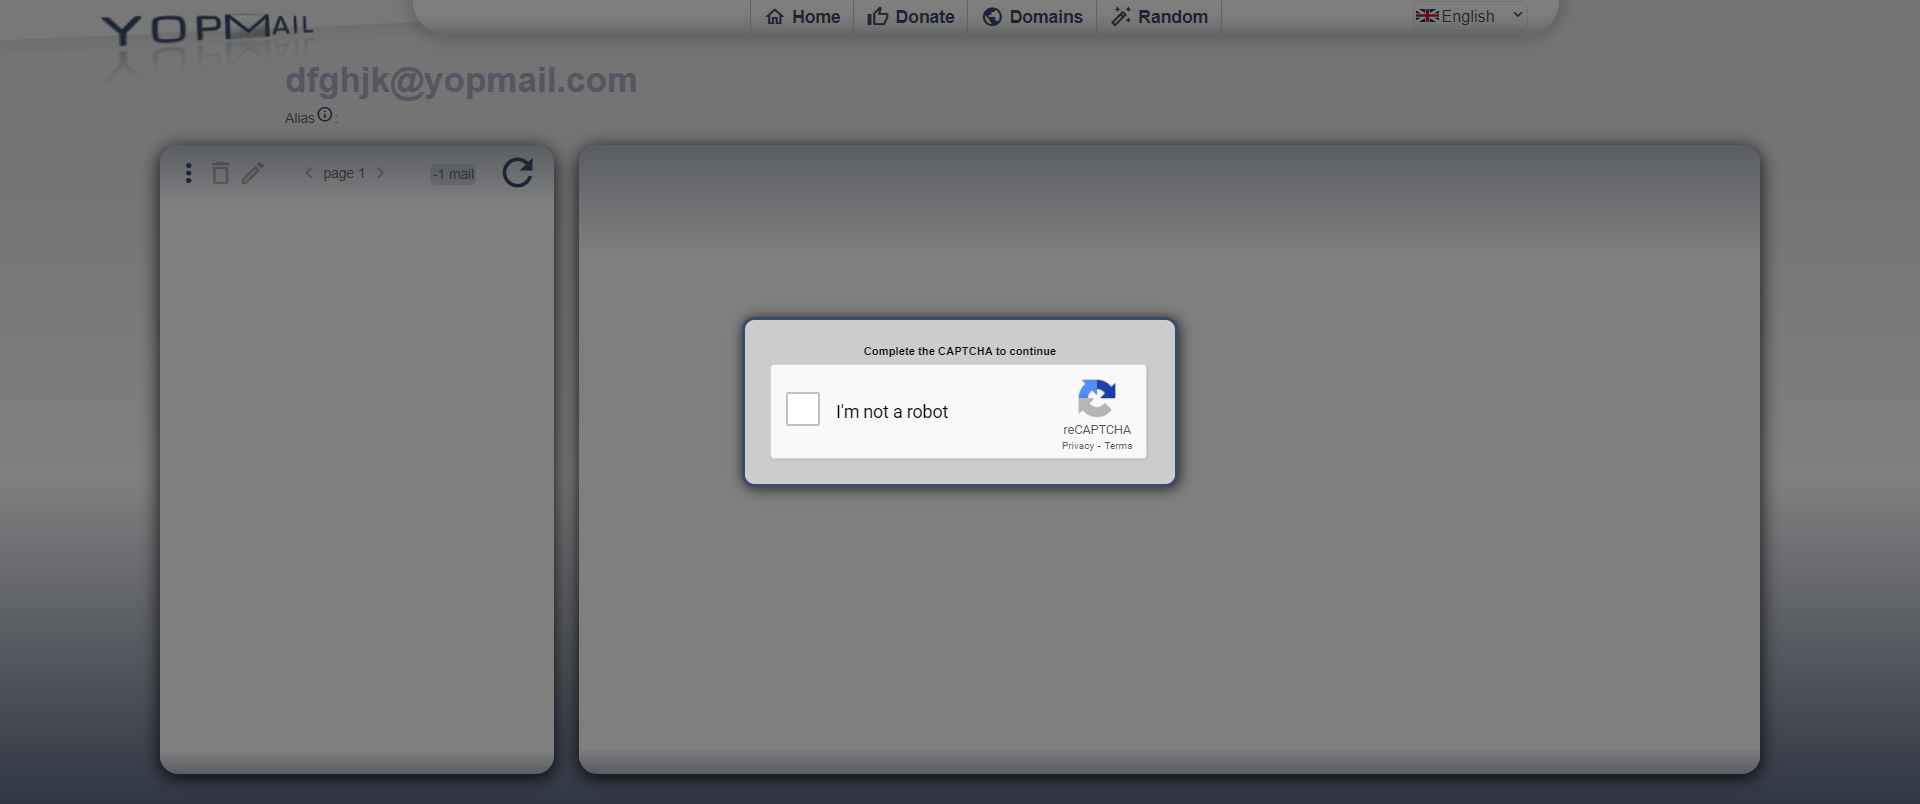 YOPMAIL
Home Donate Domains Random English
dfghjk@yopmail.com
Alias :
page 1 -1 mail
Complete the CAPTCHA to continue
I'm not a robot
reCAPTCHA
Privacy - Terms